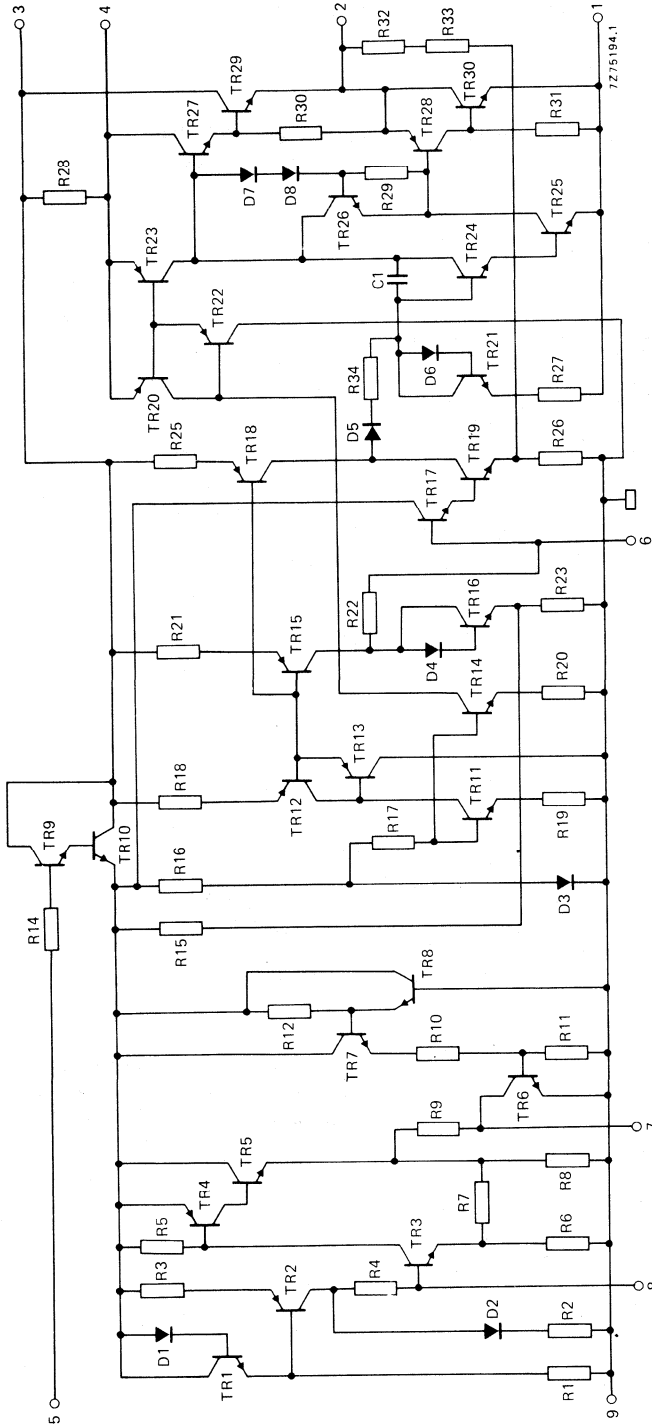 3
4
2
1
7Z75194.1
R32
R33
TR29
TR30
TR27
R30
TR28
R31
R28
D7
D8
TR26
R29
TR25
TR23
C1
TR24
TR22
TR20
R34
D6
TR21
R27
R25
TR18
D5
TR19
R26
TR17
6
R21
TR15
R22
D4
TR16
R23
TR14
R20
R18
TR12
TR13
TR11
R19
R17
TR9
TR10
R16
D3
R14
R15
TR8
R12
TR7
R10
R11
TR6
R9
7
TR5
TR4
R7
R8
R5
TR3
R6
R3
TR2
R4
8
D1
TR1
D2
R2
R1
5
9